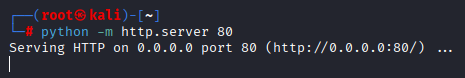 ┌──(root㉿kali)-[~]
└─# python -m http.server 80
Serving HTTP on 0.0.0.0 port 80 (http://0.0.0.0:80/) ...